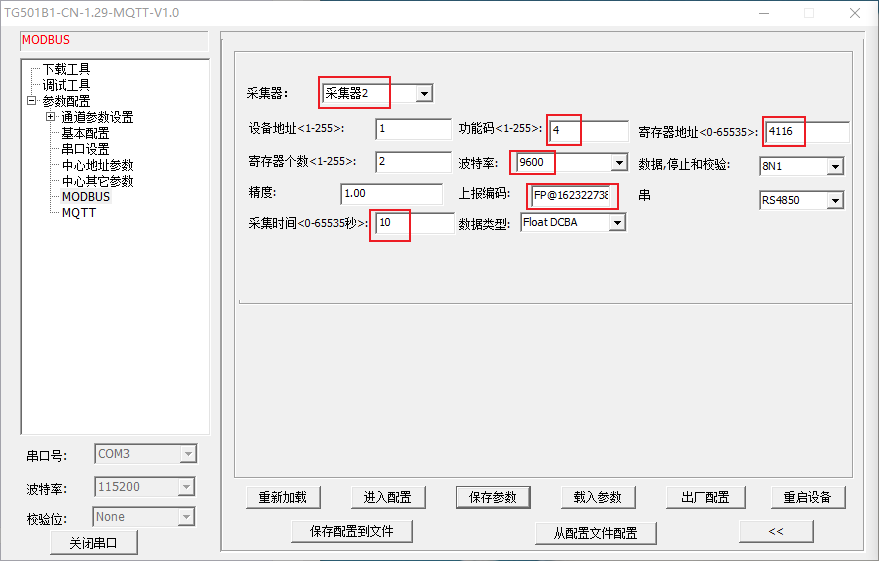 TG501B1-CN-1.29-MQTT-V1.0
MODBUS
下载工具
调试工具
参数配置
通道参数设置
基本配置
串口设置
中心地址参数
中心其它参数
MODBUS
MQTT
串口号: COM3
波特率: 115200
校验位: None
关闭串口
采集器: 采集器2
设备地址<1-255>: 1 功能码<1-255>: 4 寄存器地址<0-65535>: 4116
寄存器个数<1-255>: 2 波特率: 9600 数据,停止和校验: 8N1
精度: 1.00 上报编码: FP@162322738 串 RS4850
采集时间<0-65535秒>: 10 数据类型: Float DCBA
重新加载 进入配置 保存参数 载入参数 出厂配置 重启设备
保存配置到文件 从配置文件配置 <<